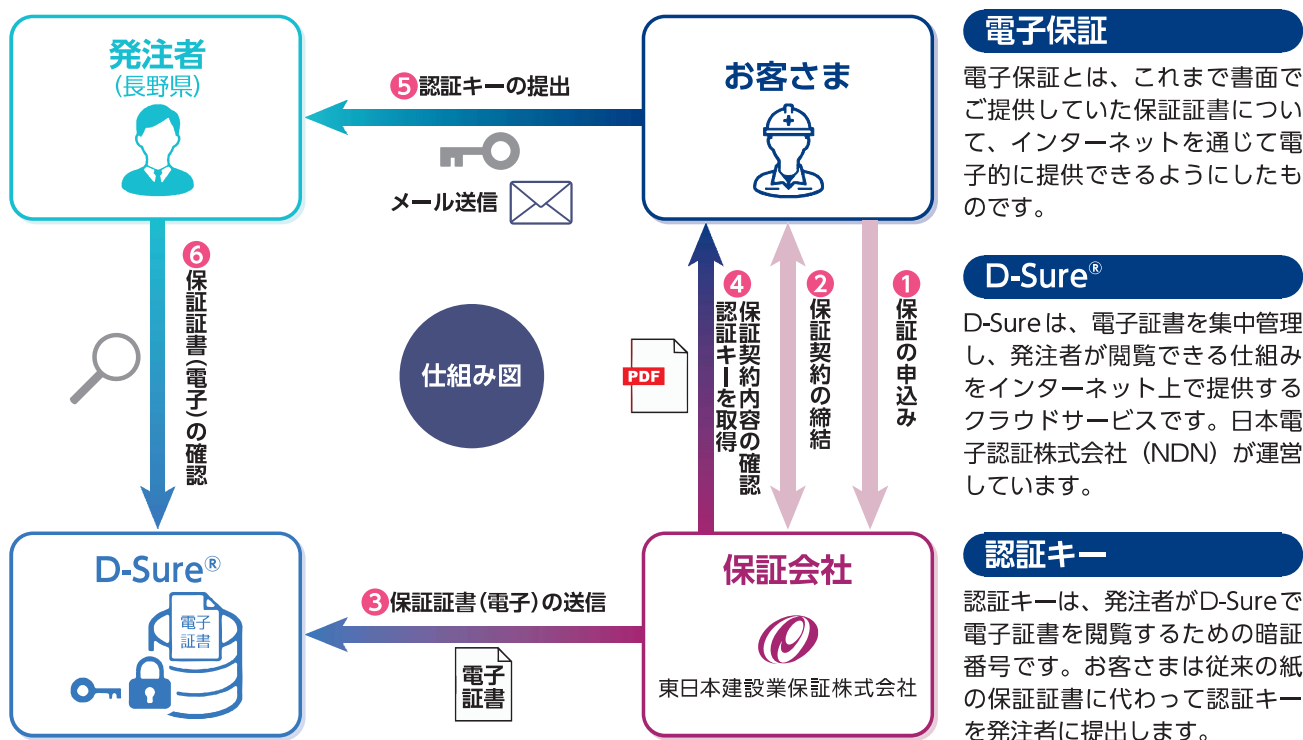 発注者
(長野県)
❺認証キーの提出
メール送信
お客さま
❻保証証書(電子)の確認
仕組み図
PDF
❹保証契約内容の確認
認証キーを取得
❷保証契約の締結
❶保証の申込み
D-Sure®
電子
証書
❸保証証書(電子)の送信
電子
証書
保証会社
東日本建設業保証株式会社
電子保証
電子保証とは、これまで書面で
ご提供していた保証証書につい
て、インターネットを通じて電
子的に提供できるようにしたも
のです。
D-Sure®
D-Sureは、電子証書を集中管理
し、発注者が閲覧できる仕組み
をインターネット上で提供する
クラウドサービスです。日本電
子認証株式会社（NDN）が運営
しています。
認証キー
認証キーは、発注者がD-Sureで
電子証書を閲覧するための暗証
番号です。お客さまは従来の紙
の保証証書に代わって認証キー
を発注者に提出します。